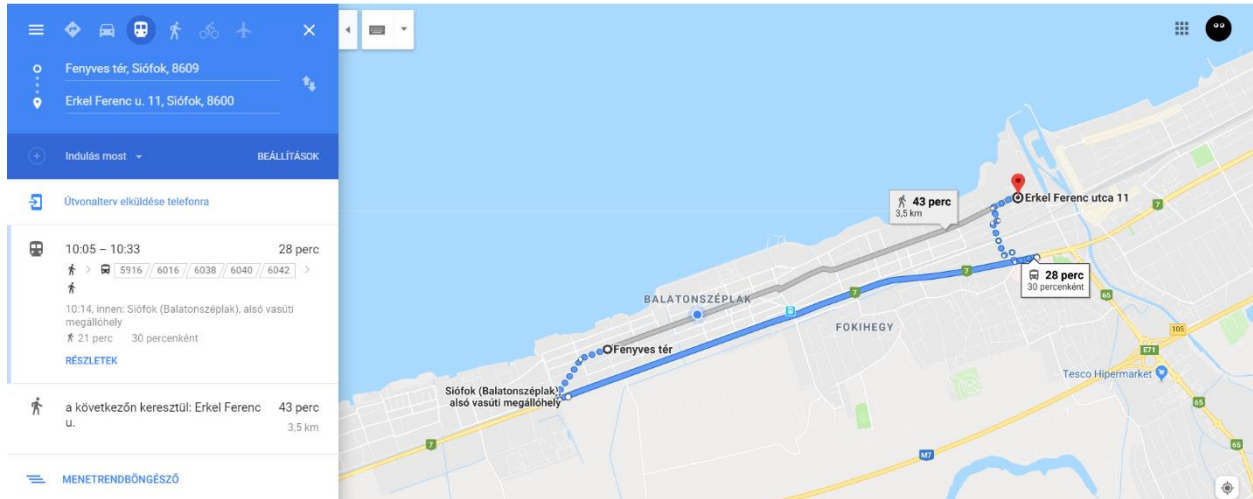 Fenyves tér, Siófok, 8609
Erkel Ferenc u. 11, Siófok, 8600
Indulás most
BEÁLLÍTÁSOK
Útvonalterv elküldése telefonra
10:05 – 10:33 28 perc
5916 6016 6038 6040 6042
10:14, innen: Siófok (Balatonszéplak), alsó vasúti
megállóhely
21 perc 30 percenként
RÉSZLETEK
a következőn keresztül: Erkel Ferenc 43 perc
u.
3,5 km
MENETRENDBÖNGÉSZŐ
43 perc
3,5 km
Erkel Ferenc utca 11
7
28 perc
30 percenként
7
65
BALATONSZÉPLAK
7
FOKIHEGY
105
E71
Fenyves tér
Tesco Hipermarket
Siófok (Balatonszéplak)
alsó vasúti megállóhely
65
7
M7
65